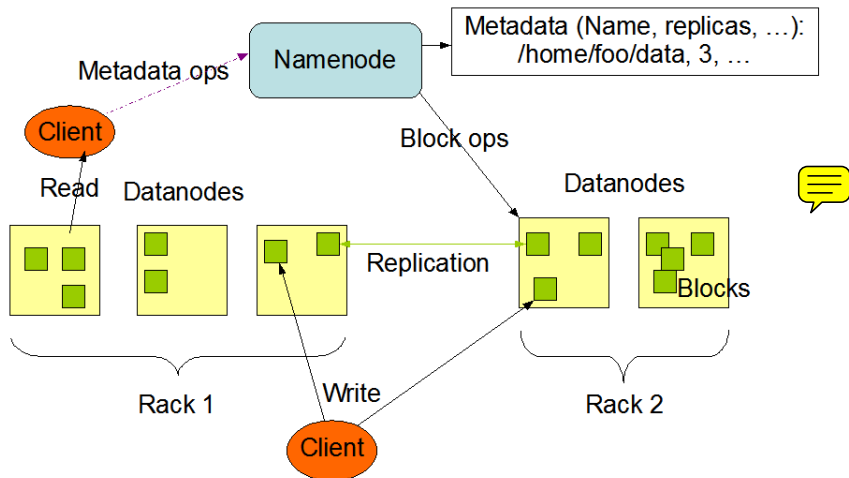 Metadata (Name, replicas, …):
/home/foo/data, 3, …
Namenode
Metadata ops
Client
Block ops
Read
Datanodes
Datanodes
Replication
Blocks
Rack 1
Write
Rack 2
Client